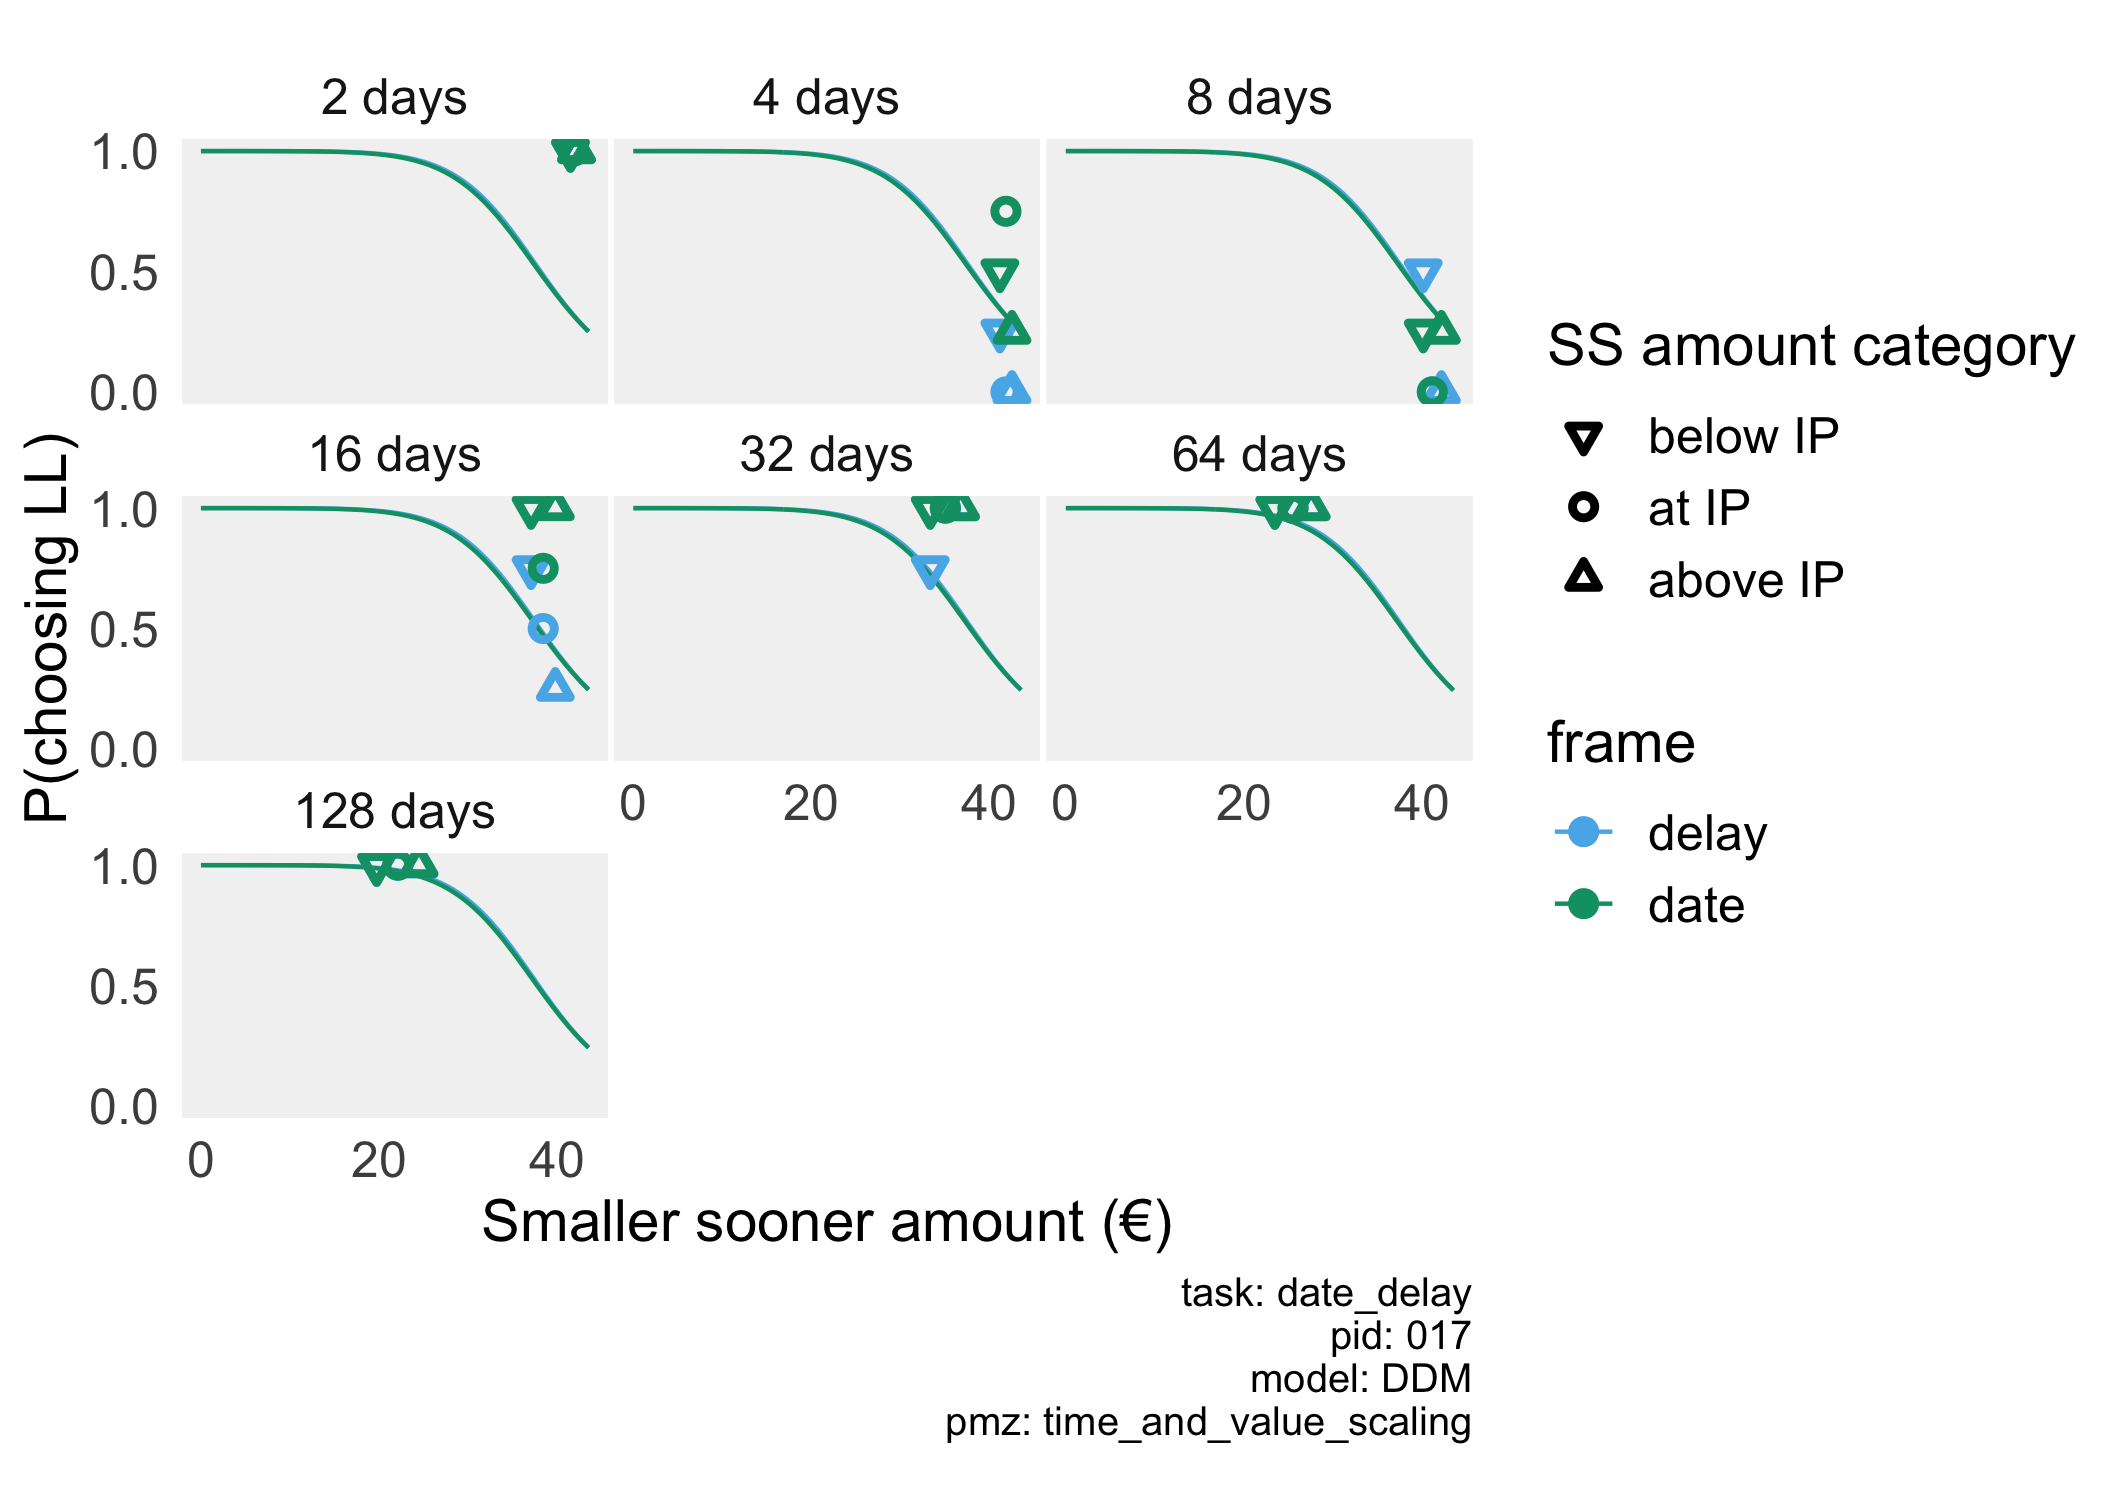 2 days
4 days
8 days
1.0
0.5
0.0
16 days
32 days
64 days
1.0
0.5
0.0
0 20 40
0 20 40
128 days
1.0
0.5
0.0
0 20 40
P(choosing LL)
Smaller sooner amount (€)
SS amount category
below IP
at IP
above IP
frame
delay
date
task: date_delay
pid: 017
model: DDM
pmz: time_and_value_scaling